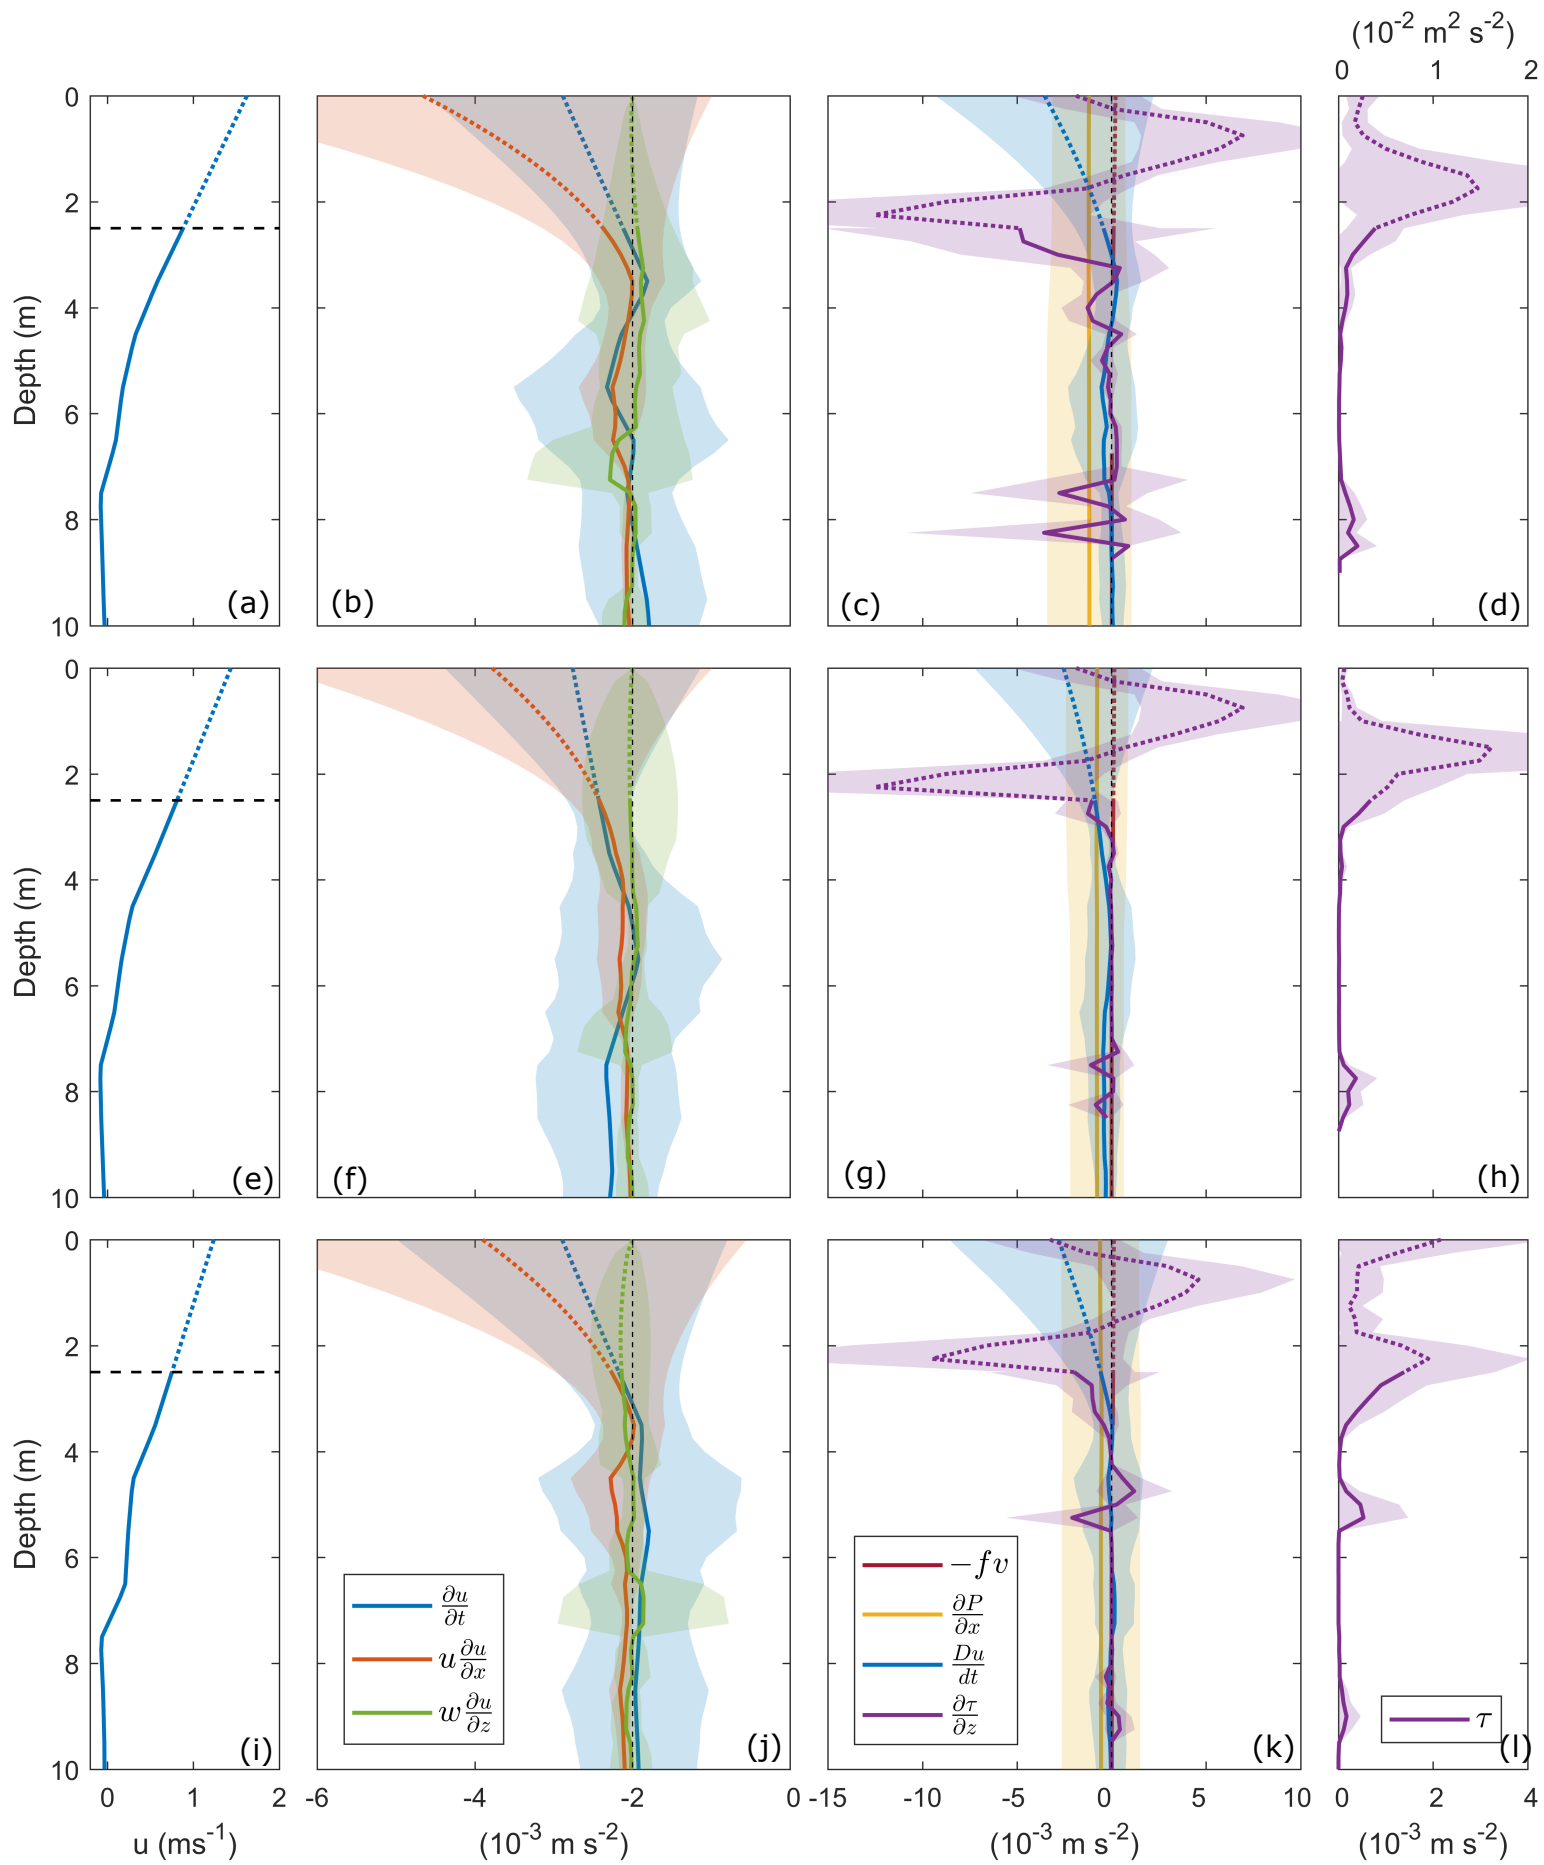 (10⁻² m² s⁻²)
0 1 2
0
2
4
6
8
10
Depth (m)
(a) (b) (c) (d)
0
2
4
6
8
10
Depth (m)
(e) (f) (g) (h)
0
2
4
6
8
10
Depth (m)
∂u/∂t
u ∂u/∂x
w ∂u/∂z
−fv
∂P/∂x
Du/dt
∂τ/∂z
τ
(i) (j) (k) (l)
0 1 2 -6 -4 -2 0 -15 -10 -5 0 5 10 0 2 4
u (ms⁻¹) (10⁻³ m s⁻²) (10⁻³ m s⁻²) (10⁻³ m s⁻²)